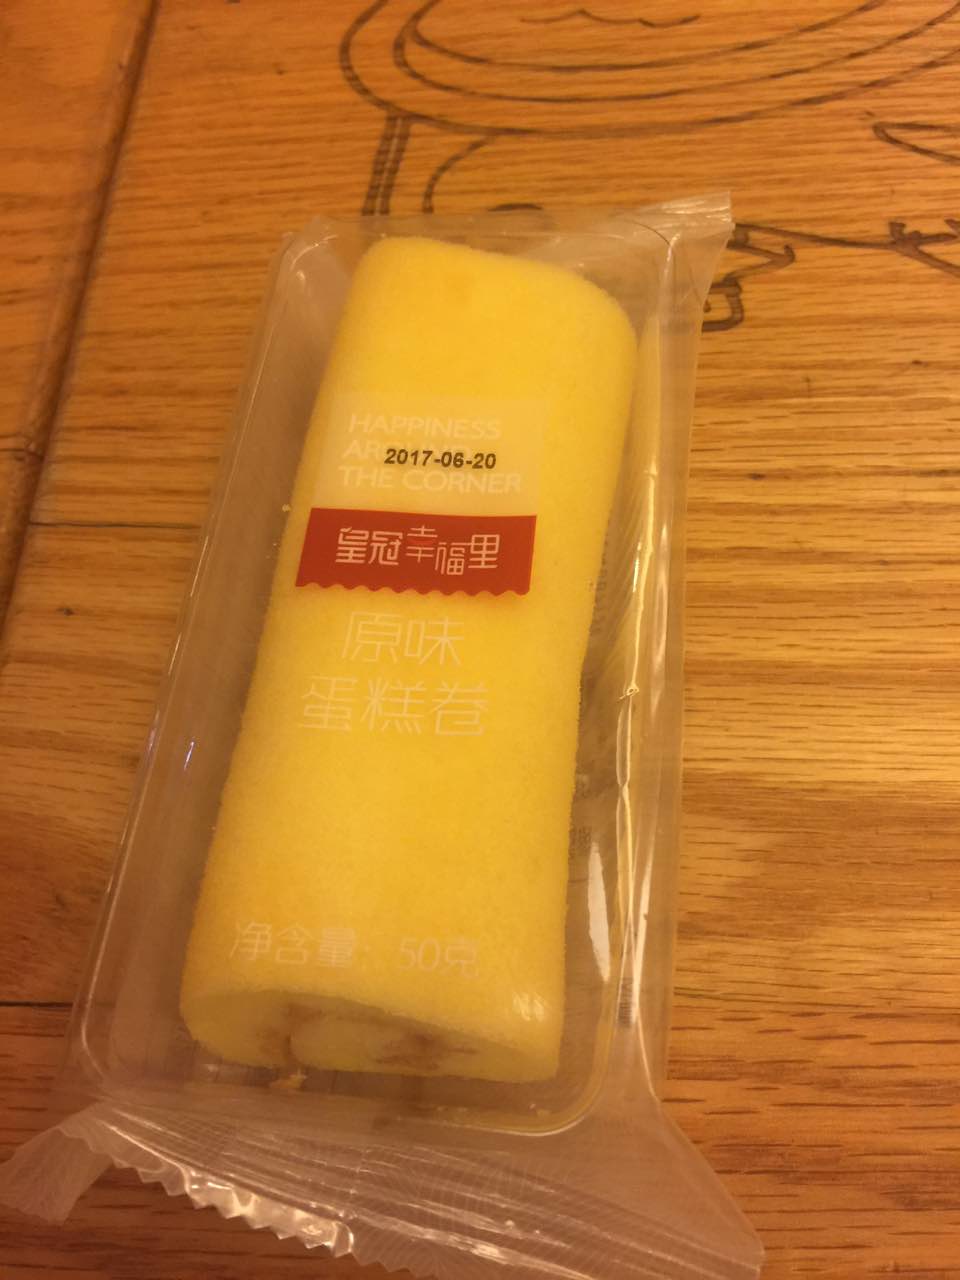 HAPPINESS
AROUND
2017-06-20
THE CORNER
皇冠幸福里
原味
蛋糕卷
净含量：50克